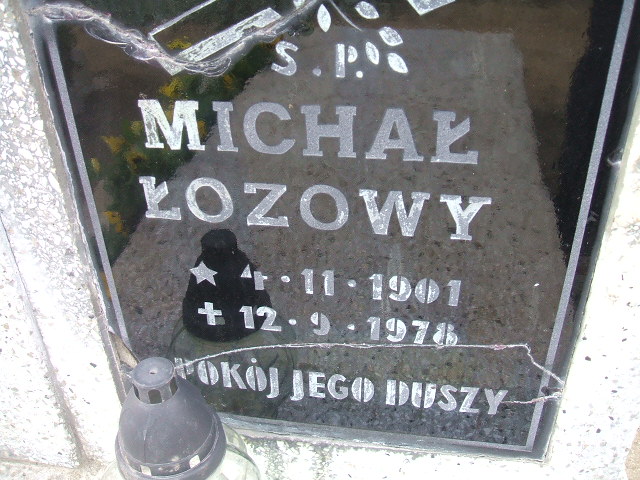 Ś.P.
MICHAŁ
ŁOZOWY
★ 4·11·1901
+ 12·9·1978
POKÓJ JEGO DUSZY